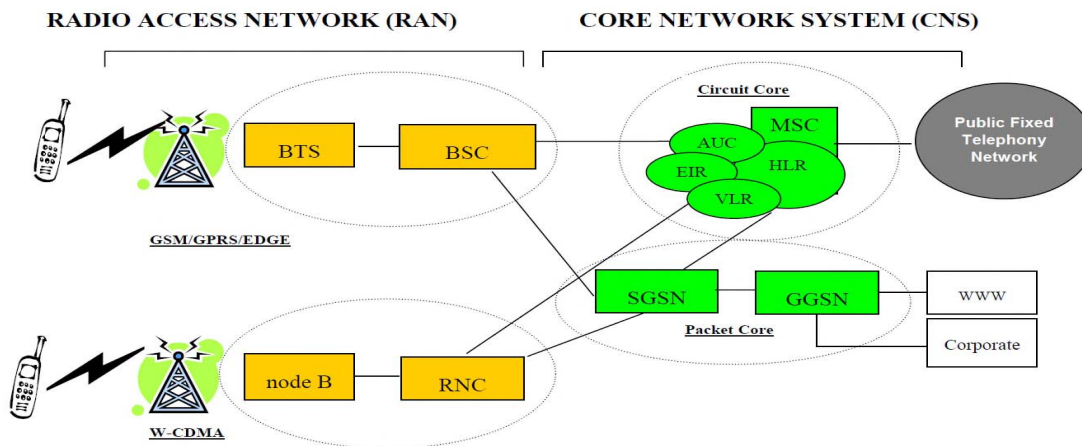 RADIO ACCESS NETWORK (RAN)
CORE NETWORK SYSTEM (CNS)
Circuit Core
MSC
AUC
HLR
EIR
VLR
Public Fixed
Telephony
Network
BTS
BSC
GSM/GPRS/EDGE
SGSN
GGSN
WWW
Packet Core
Corporate
node B
RNC
W-CDMA